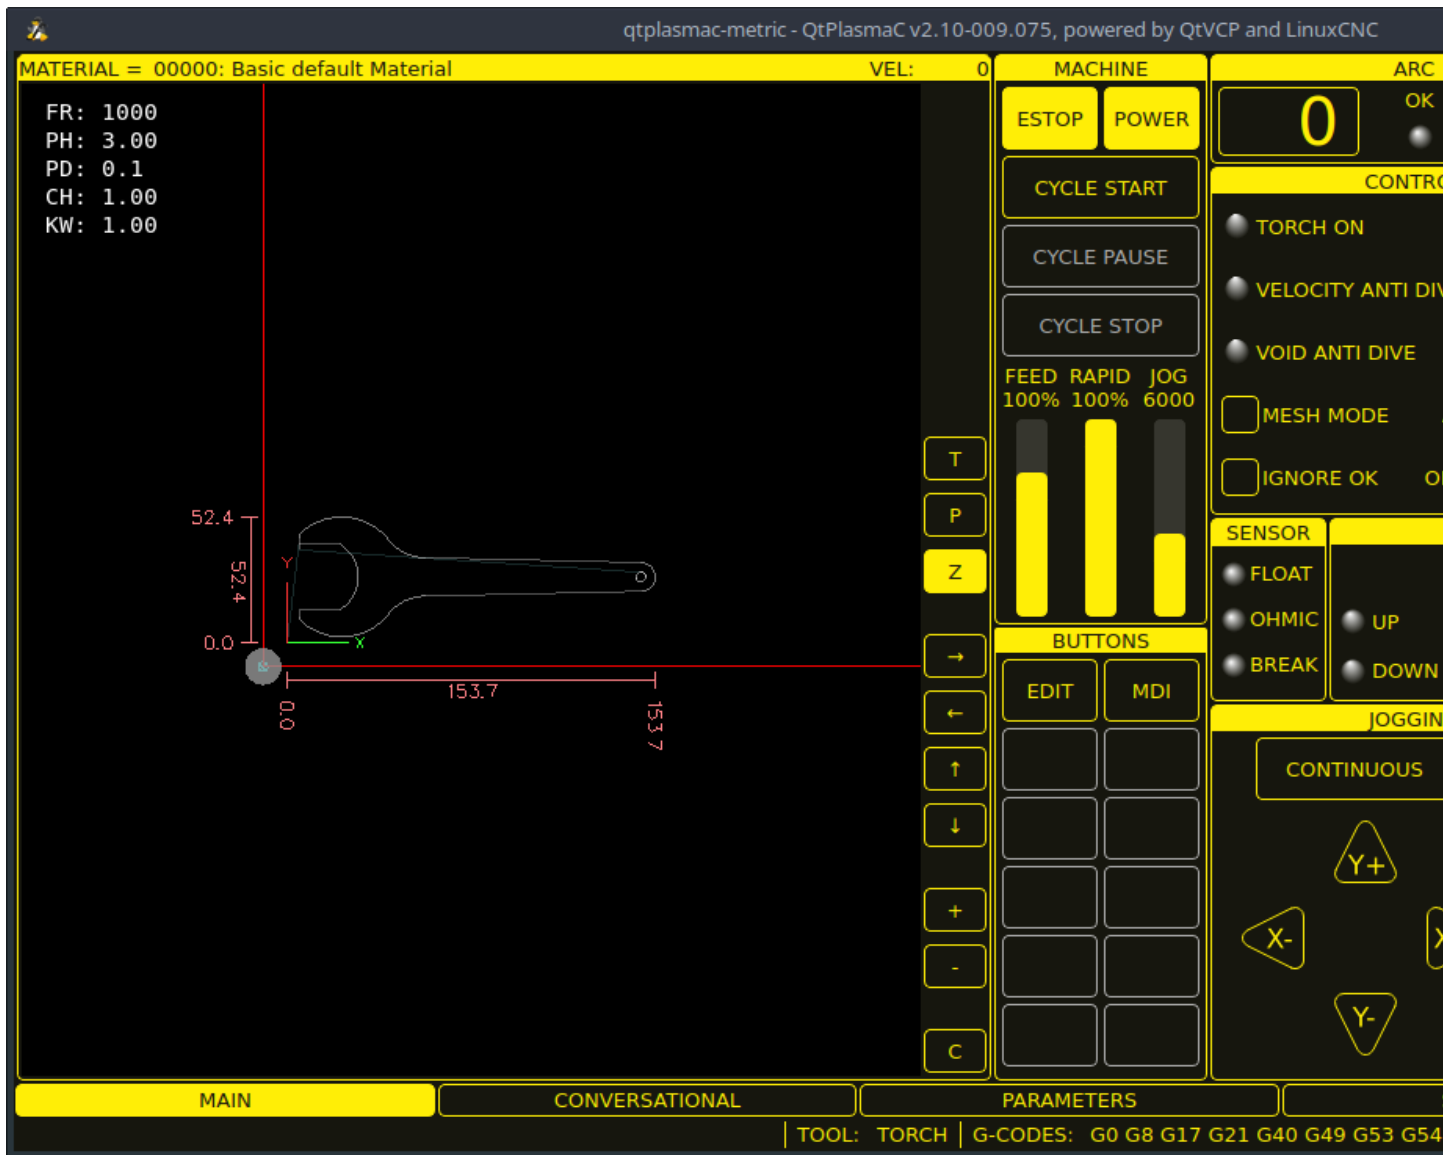 qtplasmac-metric - QtPlasmaC v2.10-009.075, powered by QtVCP and LinuxCNC
MATERIAL = 00000: Basic default Material
VEL: 0
FR: 1000
PH: 3.00
PD: 0.1
CH: 1.00
KW: 1.00
52.4
52.4
0.0
Y
X
153.7
0.0
153.7
T
P
Z
→
←
↑
↓
+
-
C
MACHINE
ESTOP POWER
CYCLE START
CYCLE PAUSE
CYCLE STOP
FEED RAPID JOG
100% 100% 6000
BUTTONS
EDIT MDI
ARC
0 OK
TORCH ON
VELOCITY ANTI
VOID ANTI DIVE
MESH MODE
IGNORE OK
SENSOR
FLOAT
OHMIC
BREAK
UP
DOWN
CONTINUOUS
Y+
X-
Y-
MAIN CONVERSATIONAL PARAMETERS
TOOL: TORCH G-CODES: G0 G8 G17 G21 G40 G49 G53 G54